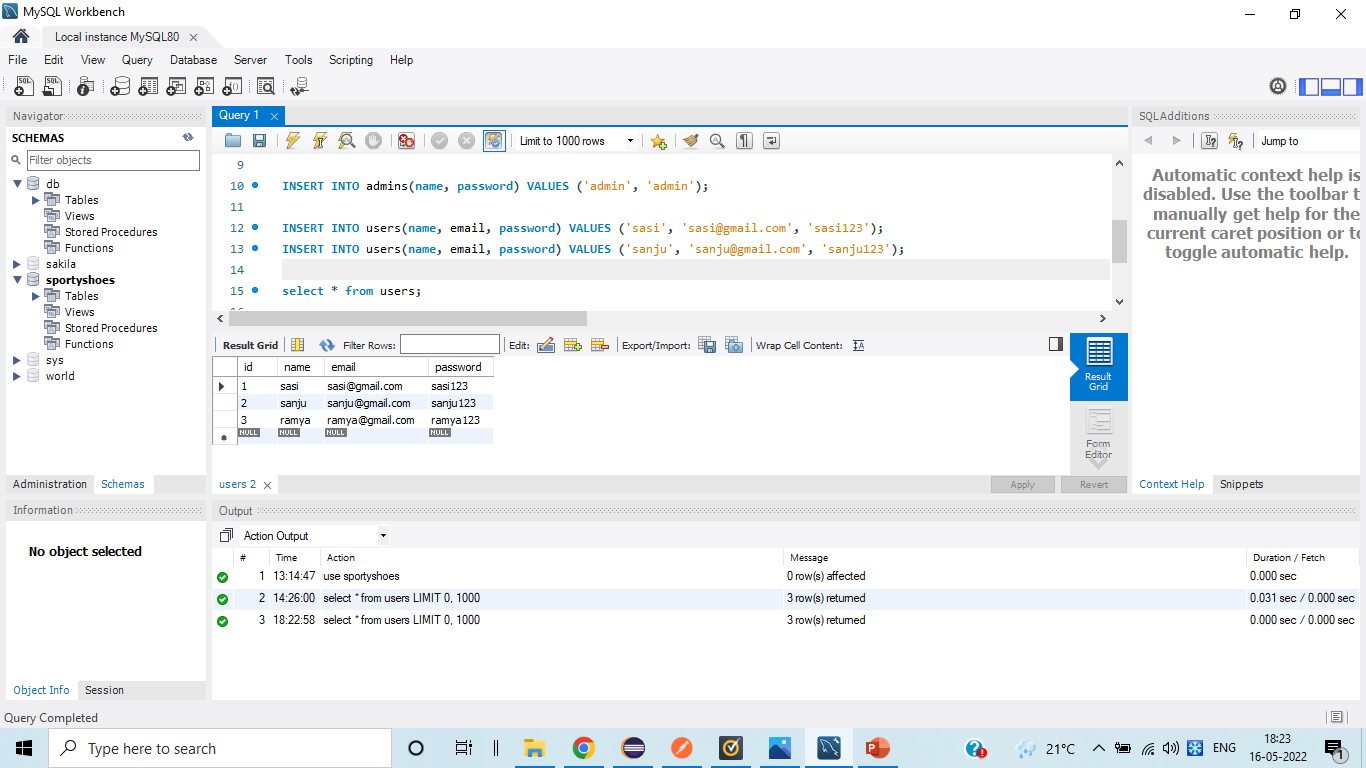 MySQL Workbench
Local instance MySQL80
File Edit View Query Database Server Tools Scripting Help
Navigator
SCHEMAS
Filter objects
db
Tables
Views
Stored Procedures
Functions
sakila
sportyshoes
Tables
Views
Stored Procedures
Functions
sys
world
Administration Schemas
Information
No object selected
Object Info Session
Query 1
Limit to 1000 rows
9
10 INSERT INTO admins(name, password) VALUES ('admin', 'admin');
11
12 INSERT INTO users(name, email, password) VALUES ('sasi', 'sasi@gmail.com', 'sasi123');
13 INSERT INTO users(name, email, password) VALUES ('sanju', 'sanju@gmail.com', 'sanju123');
14
15 select * from users;
Result Grid Filter Rows: Edit: Export/Import: Wrap Cell Content:
id name email password
1 sasi sasi@gmail.com sasi123
2 sanju sanju@gmail.com sanju123
3 ramya ramya@gmail.com ramya123
NULL NULL NULL NULL
Result
Grid
Form
Editor
users 2
Apply Revert
SQLAdditions
Jump to
Automatic context help is
disabled. Use the toolbar t
manually get help for the
current caret position or to
toggle automatic help.
Context Help Snippets
Output
Action Output
# Time Action Message Duration / Fetch
1 13:14:47 use sportyshoes 0 row(s) affected 0.000 sec
2 14:26:00 select * from users LIMIT 0, 1000 3 row(s) returned 0.031 sec / 0.000 sec
3 18:22:58 select * from users LIMIT 0, 1000 3 row(s) returned 0.000 sec / 0.000 sec
Query Completed
Type here to search
21°C
ENG
18:23
16-05-2022
1